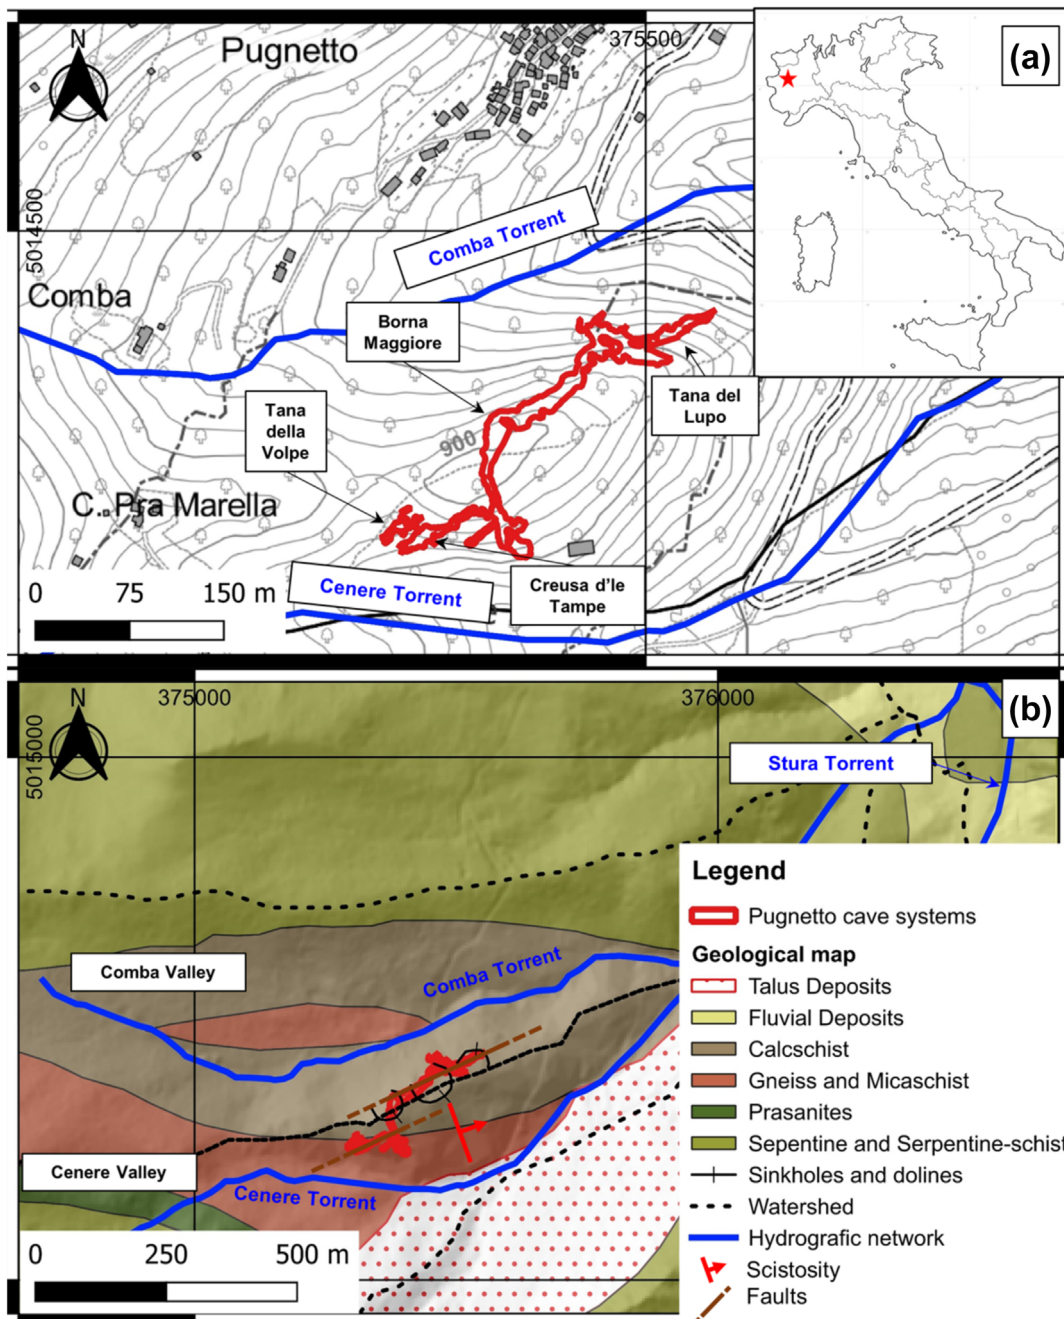 N
Pugnetto
375500
(a)
5014500
Comba Torrent
Comba
Borna
Maggiore
Tana
della
Volpe
900
Tana del
Lupo
C. Pra Marella
Creusa d'le
Tampe
Cenere Torrent
0 75 150 m
N
375000
376000
(b)
5015000
Stura Torrent
Comba Valley
Comba Torrent
Cenere Valley
Cenere Torrent
0 250 500 m
Legend
Pugnetto cave systems
Geological map
Talus Deposits
Fluvial Deposits
Calcschist
Gneiss and Micaschist
Prasanites
Sepentine and Serpentine-schist
Sinkholes and dolines
Watershed
Hydrografic network
Scistosity
Faults